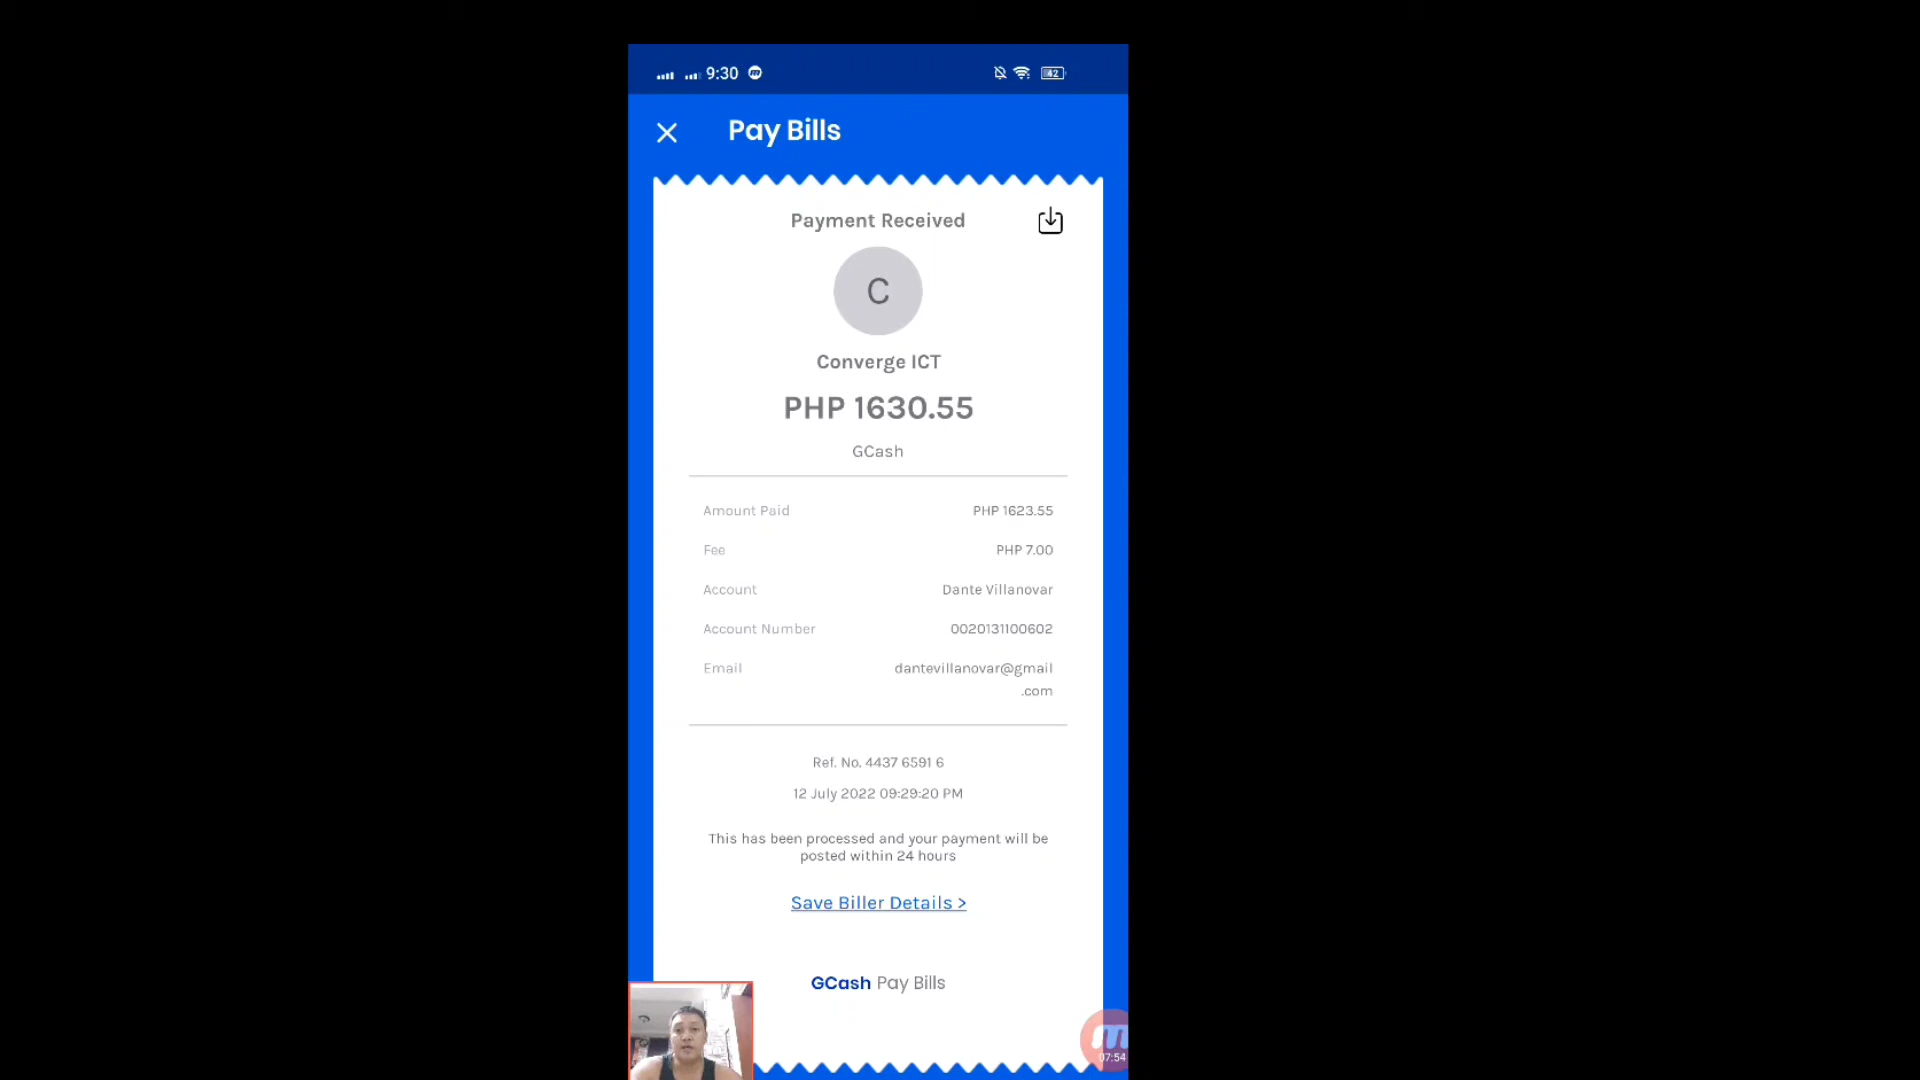 9:30
42
Pay Bills
Payment Received
C
Converge ICT
PHP 1630.55
GCash
Amount Paid PHP 1623.55
Fee PHP 7.00
Account Dante Villanovar
Account Number 0020131100602
Email dantevillanovar@gmail
.com
Ref. No. 4437 6591 6
12 July 2022 09:29:20 PM
This has been processed and your payment will be
posted within 24 hours
Save Biller Details >
GCash Pay Bills
07:54